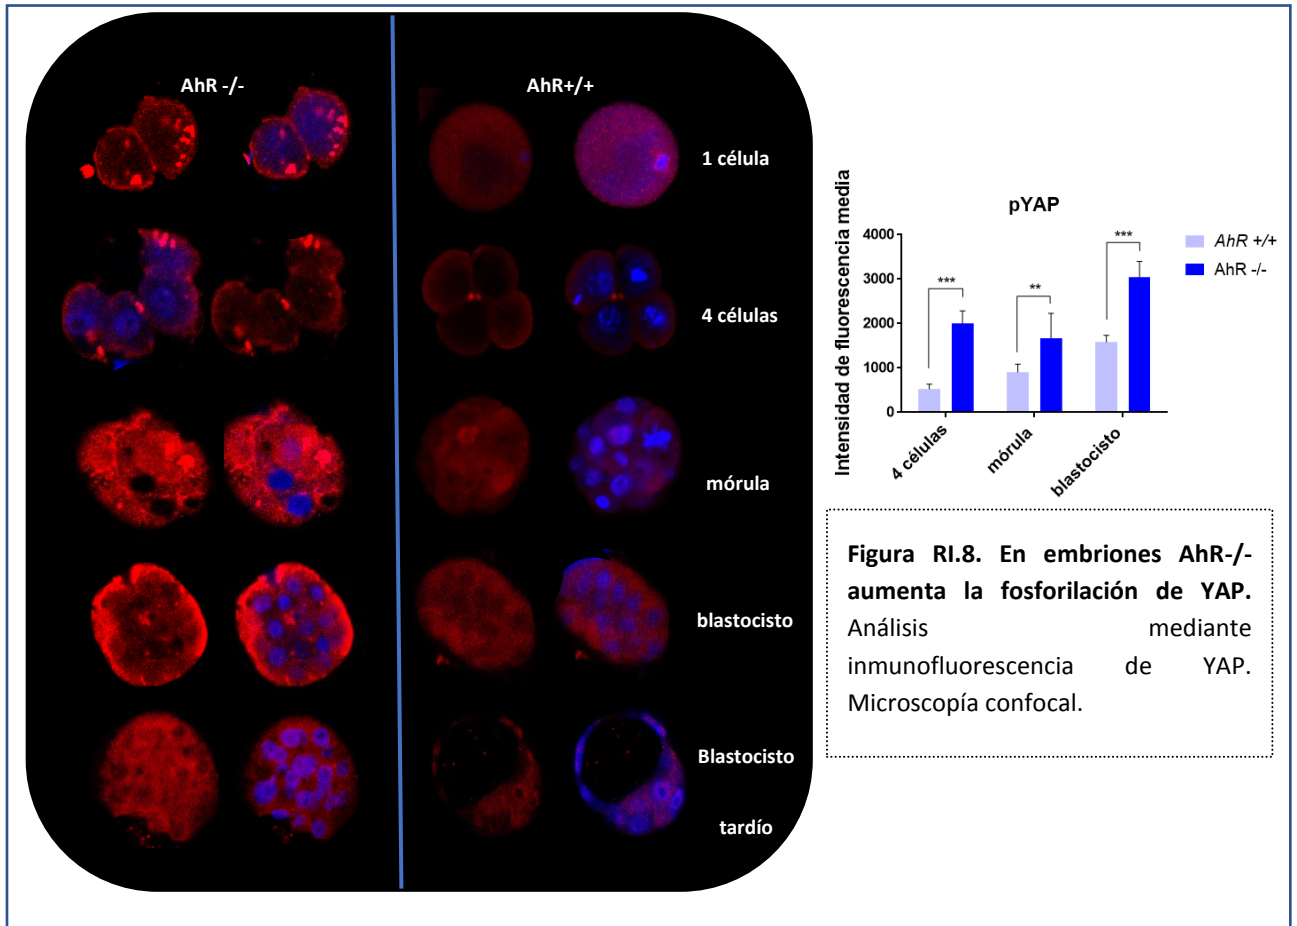 AhR -/-
AhR+/+
1 célula
4 células
mórula
blastocisto
Blastocisto
tardío
pYAP
Intensidad de fluorescencia media
4000
3000
2000
1000
0
***
**
***
4 células
mórula
blastocisto
AhR +/+
AhR -/-
Figura RI.8. En embriones AhR-/-
aumenta la fosforilación de YAP.
Análisis mediante
inmunofluorescencia de YAP.
Microscopía confocal.